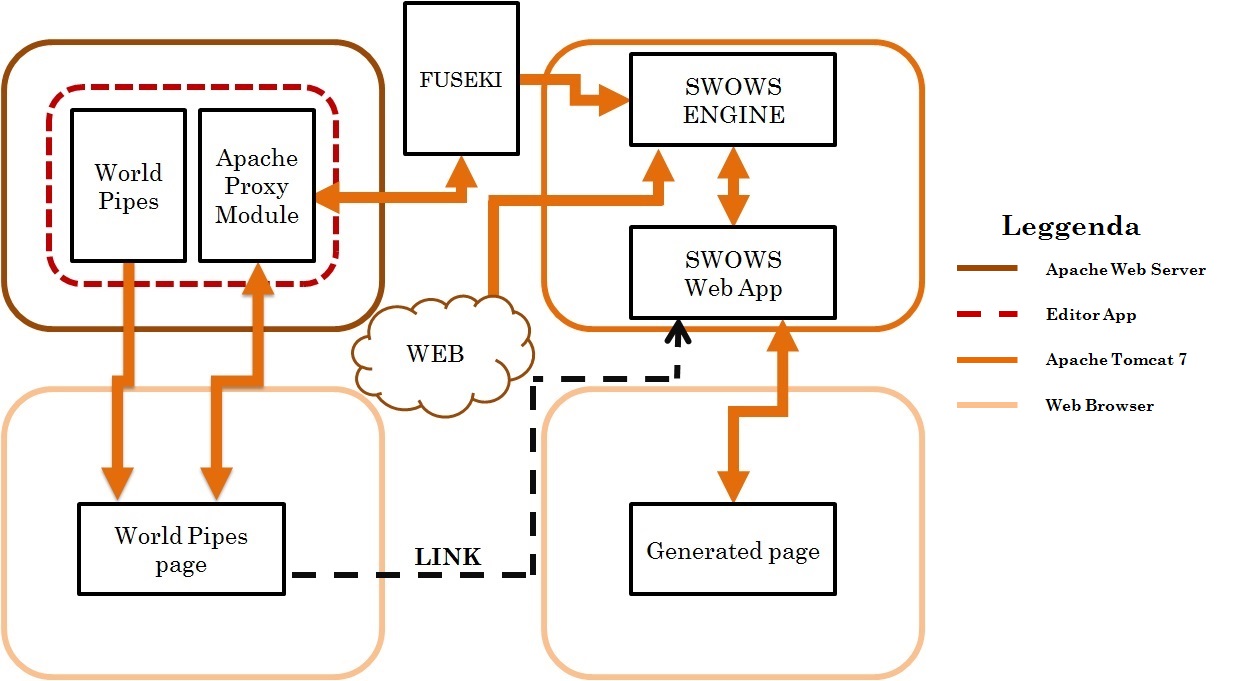 FUSEKI
SWOWS
ENGINE
World
Pipes
Apache
Proxy
Module
SWOWS
Web App
WEB
World Pipes
page
LINK
Generated page
Leggenda
Apache Web Server
Editor App
Apache Tomcat 7
Web Browser